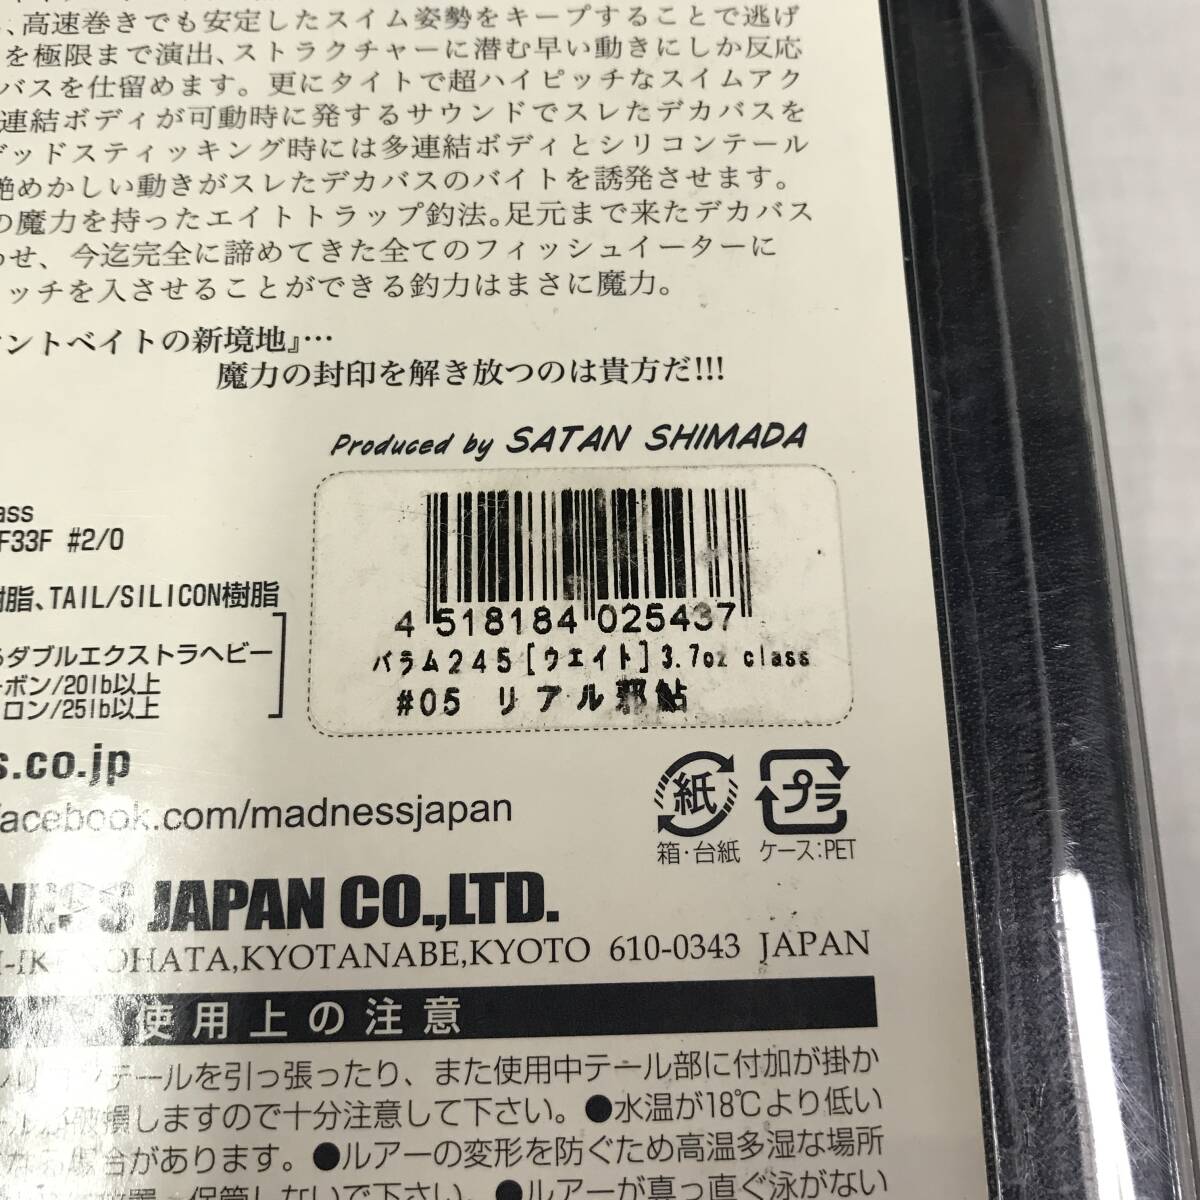 、高速巻きでも安定したスイム姿勢をキープすることで逃げ
を極限まで演出、ストラクチャーに潜む早い動きにしか反応
バスを仕留めます。更にタイトで超ハイピッチなスイムアク
連結ボディが可動時に発するサウンドでスレたデカバスを
デッドスティッキング時には多連結ボディとシリコンテール
艶めかしい動きがスレたデカバスのバイトを誘発させます。
の魔力を持ったエイトトラップ釣法。足元まで来たデカバス
わせ、今迄完全に諦めてきた全てのフィッシュイーターに
ッチを入させることができる釣力はまさに魔力。
ントベイトの新境地』…
魔力の封印を解き放つのは貴方だ!!!
Produced by SATAN SHIMADA
ass
F33F #2/0
樹脂、TAIL/SILICON樹脂
るダブルエクストラヘビー
ーボン/20lb以上
ロン/25lb以上
4 518184 025437
バラム245[ウエイト]3.7oz class
#05 リアル邪鮎
s.co.jp
facebook.com/madnessjapan
紙
箱・台紙
プラ
ケース:PET
NESS JAPAN CO.,LTD.
OHATA,KYOTANABE,KYOTO 610-0343 JAPAN
使用上の注意
テールを引っ張ったり、また使用中テール部に付加が掛か
破損しますので十分注意して下さい。●水温が18℃より低い
場合があります。●ルアーの変形を防ぐため高温多湿な場所
保管しないで下さい。●ルアーが真っ直ぐ泳がない